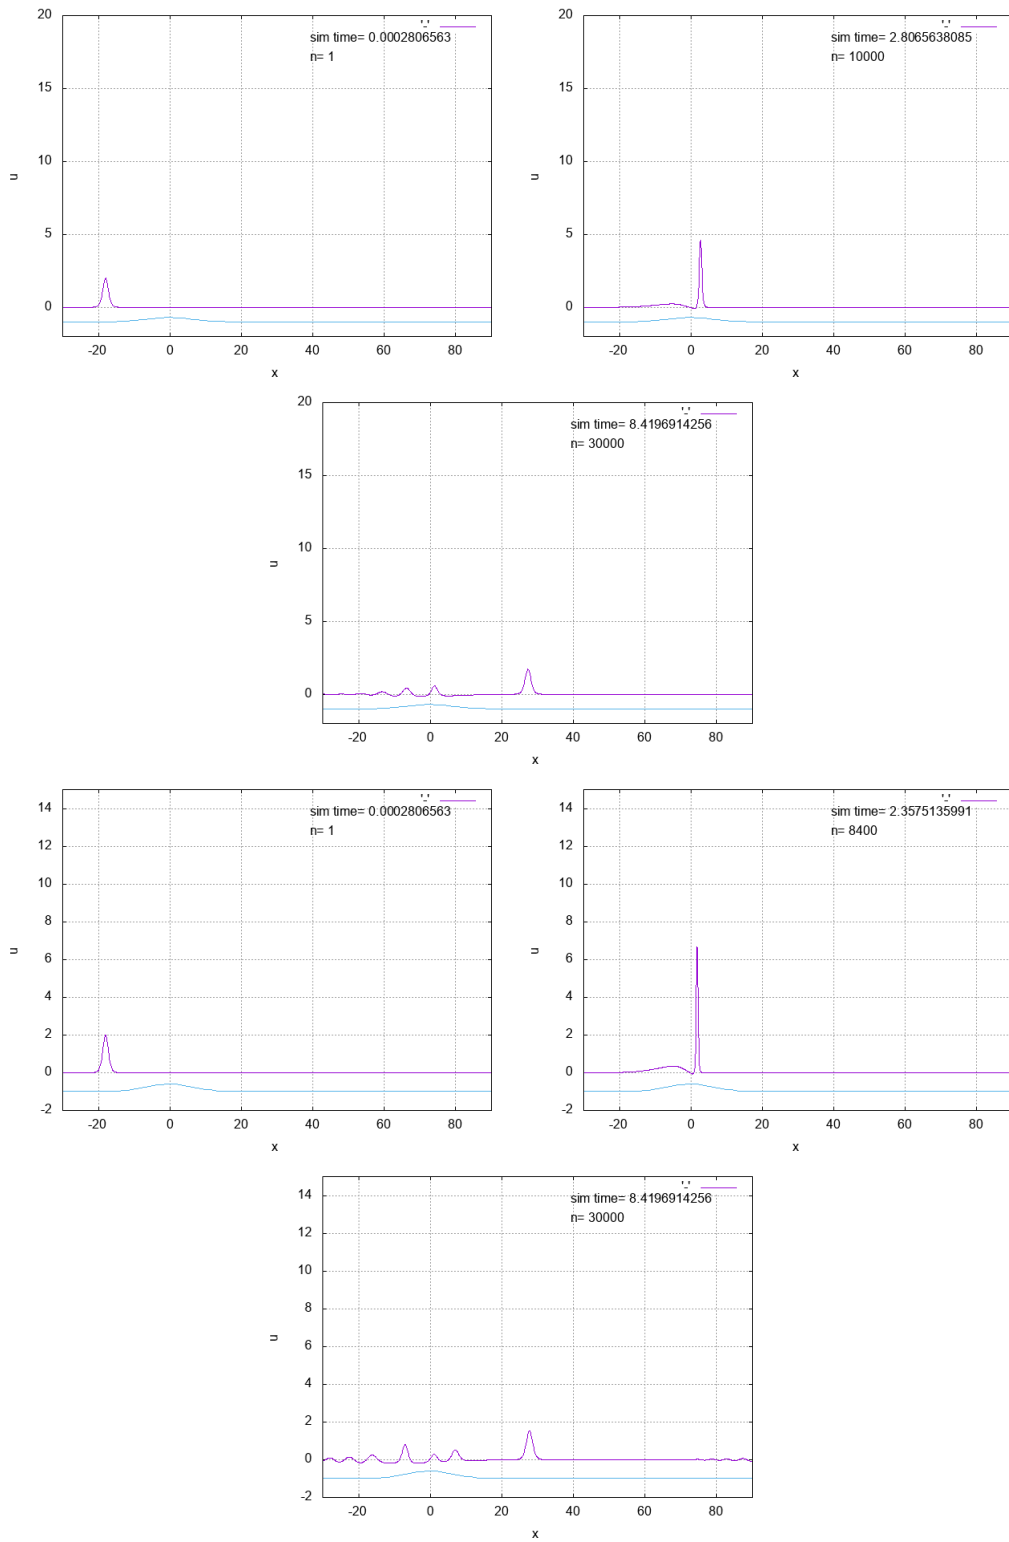 20
15
10
5
0
-20 0 20 40 60 80
x
u
'-'
sim time= 0.0002806563
n= 1
20
15
10
5
0
-20 0 20 40 60 80
x
u
'-'
sim time= 2.8065638085
n= 10000
20
15
10
5
0
-20 0 20 40 60 80
x
u
'-'
sim time= 8.4196914256
n= 30000
14
12
10
8
6
4
2
0
-2
-20 0 20 40 60 80
x
u
'-'
sim time= 0.0002806563
n= 1
14
12
10
8
6
4
2
0
-2
-20 0 20 40 60 80
x
u
'-'
sim time= 2.3575135991
n= 8400
14
12
10
8
6
4
2
0
-2
-20 0 20 40 60 80
x
u
'-'
sim time= 8.4196914256
n= 30000